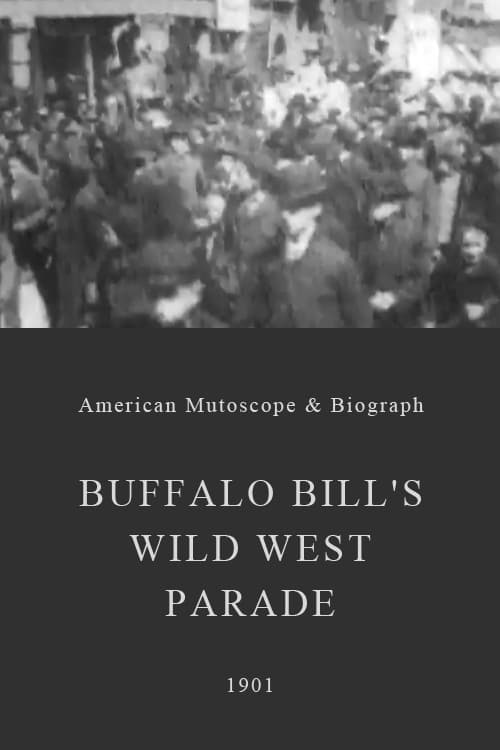 American Mutoscope & Biograph
BUFFALO BILL'S
WILD WEST
PARADE
1901